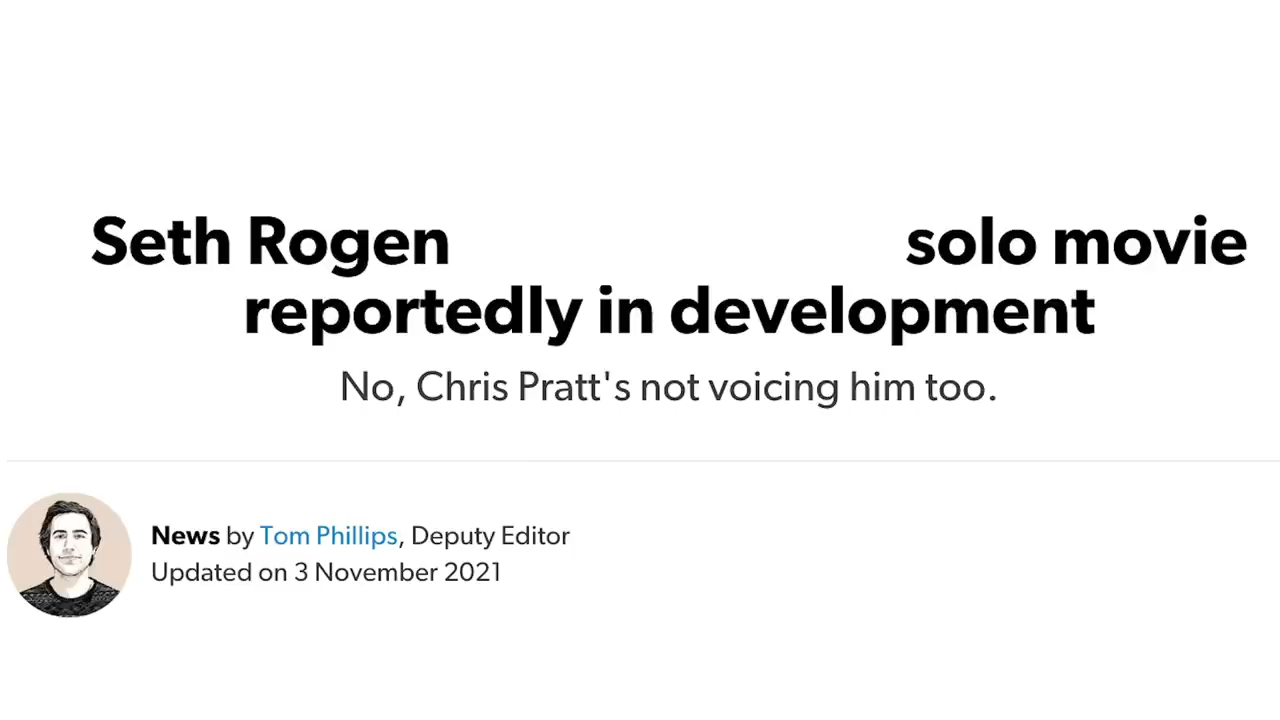 Seth Rogen solo movie
reportedly in development
No, Chris Pratt's not voicing him too.
News by Tom Phillips, Deputy Editor
Updated on 3 November 2021